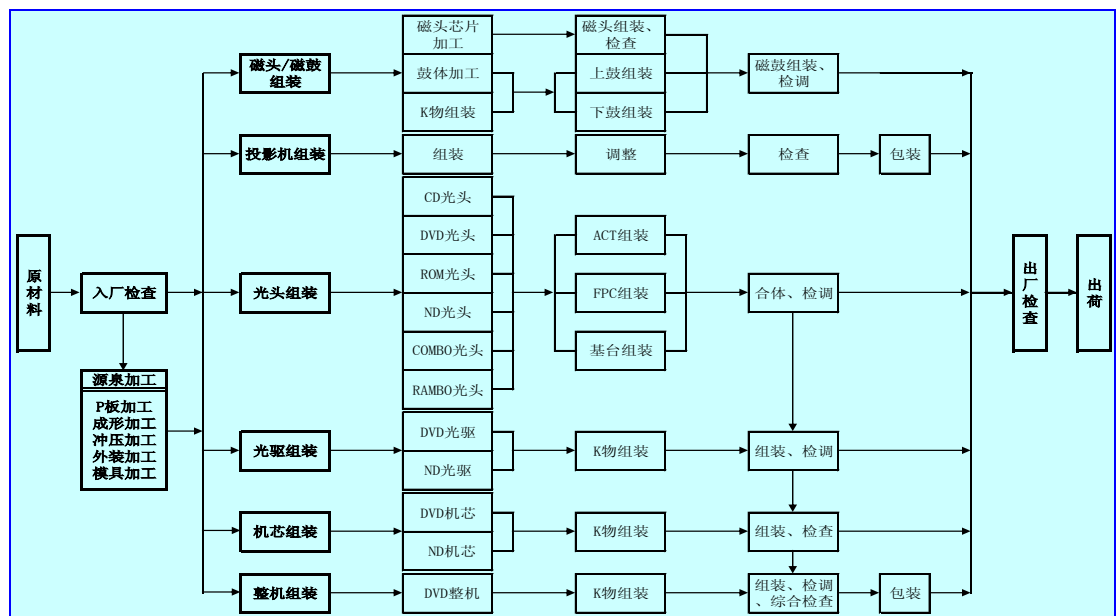 原
材
料
入厂检查
源泉加工
P板加工
成形加工
冲压加工
外装加工
模具加工
磁头/磁鼓
组装
磁头芯片
加工
鼓体加工
K物组装
磁头组装、
检查
上鼓组装
下鼓组装
磁鼓组装、
检调
投影机组装
组装
调整
检查
包装
光头组装
CD光头
DVD光头
ROM光头
ND光头
COMBO光头
RAMBO光头
ACT组装
FPC组装
基台组装
合体、检调
光驱组装
DVD光驱
ND光驱
K物组装
组装、检调
机芯组装
DVD机芯
ND机芯
K物组装
组装、检查
整机组装
DVD整机
K物组装
组装、检调
、综合检查
包装
出
厂
检
查
出
荷